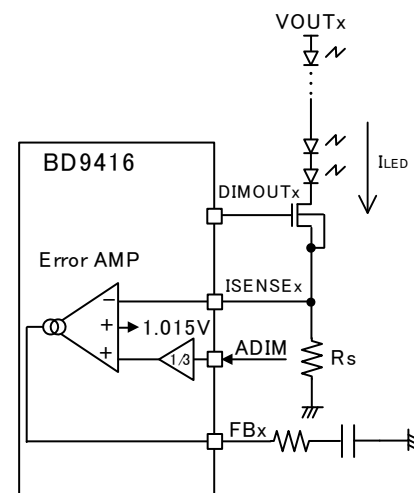 VOUTx
ILED
BD9416
DIMOUTx
Error AMP
ISENSEx
−
+
1.015V
+
1/3
ADIM
Rs
FBx